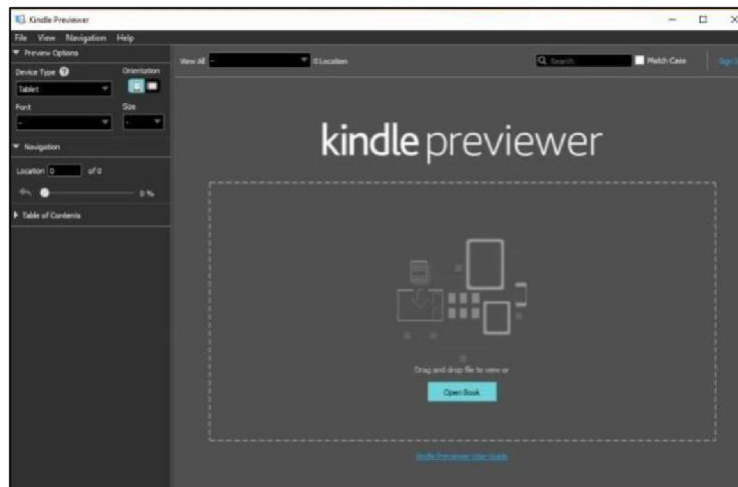 Kindle Previewer
File View Navigation Help
Preview Options
Device Type ? Orientation
Tablet
Font Size
-
-
Navigation
Location 0 of 0
0 %
Table of Contents
View All - 0 Location
Search Match Case Sign
kindle previewer
Drag and drop file to view or
Open Book
Kindle Previewer User Guide